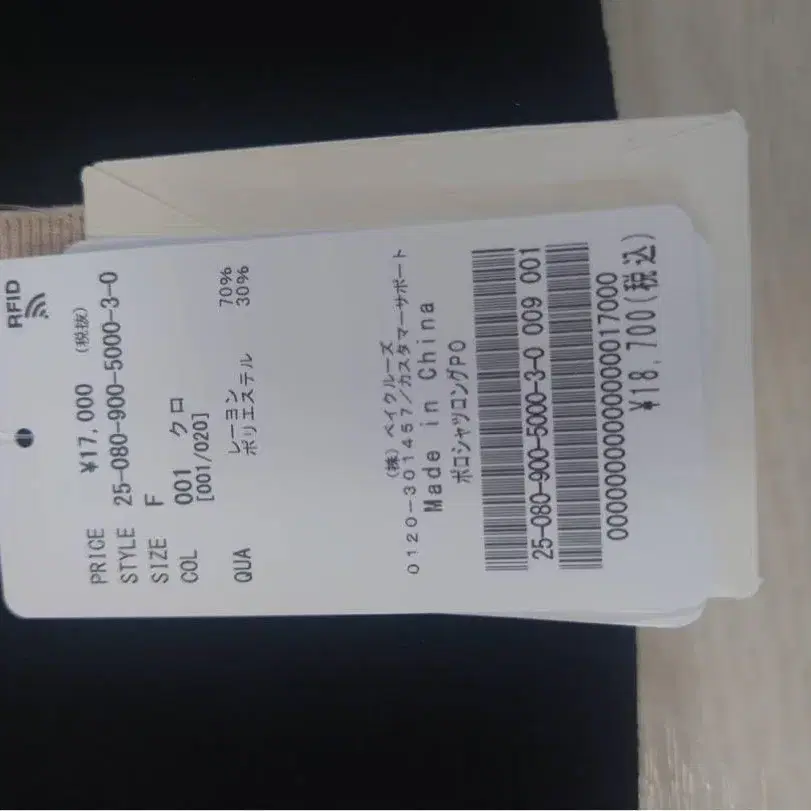 RFID
PRICE ¥17,000 (税抜)
STYLE 25-080-900-5000-3-0
SIZE F
COL 001 クロ
[001/020]
QUA レーヨン 70%
ポリエステル 30%
(株)ベイクルーズ
0120-301457/カスタマーサポート
Made in China
ポロシャツロングPO
25-080-900-5000-3-0 009 001
0000000000000000017000
¥18,700(税込)